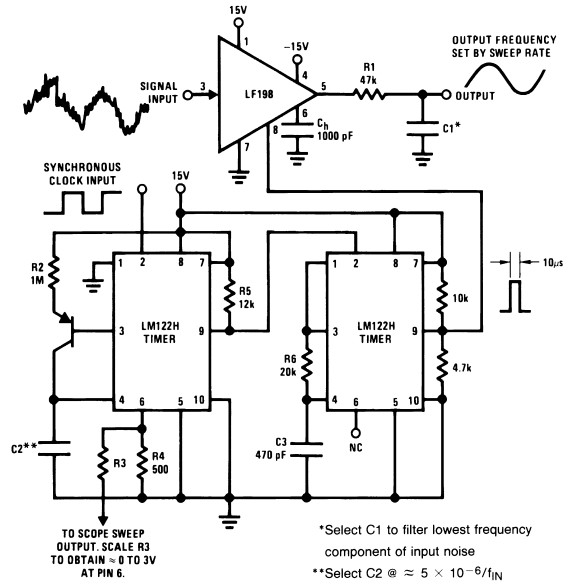 15V
1
-15V
4
OUTPUT FREQUENCY
SET BY SWEEP RATE
SIGNAL
INPUT
3
LF198
5
R1
47k
OUTPUT
6
8
Ch
1000 pF
C1*
7
SYNCHRONOUS
CLOCK INPUT
15V
R2
1M
1
2
8
7
R5
12k
3
LM122H
TIMER
9
4
6
5
10
C2**
R3
R4
500
1
2
8
7
10k
3
LM122H
TIMER
9
R6
20k
4
6
5
10
4.7k
C3
470 pF
NC
10µs
TO SCOPE SWEEP
OUTPUT. SCALE R3
TO OBTAIN ≈ 0 TO 3V
AT PIN 6.
*Select C1 to filter lowest frequency
component of input noise
**Select C2 @ ≈ 5 × 10⁻⁶/fIN